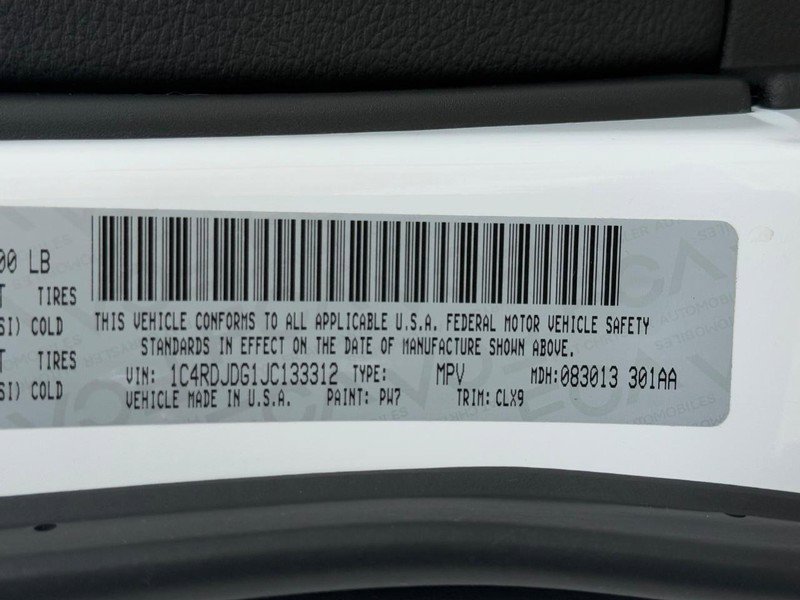 00 LB
T TIRES
SI) COLD
T TIRES
SI) COLD
THIS VEHICLE CONFORMS TO ALL APPLICABLE U.S.A. FEDERAL MOTOR VEHICLE SAFETY
STANDARDS IN EFFECT ON THE DATE OF MANUFACTURE SHOWN ABOVE.
VIN: 1C4RDJDG1JC133312 TYPE: MPV MDH: 083013 301AA
VEHICLE MADE IN U.S.A. PAINT: PW7 TRIM: CLX9